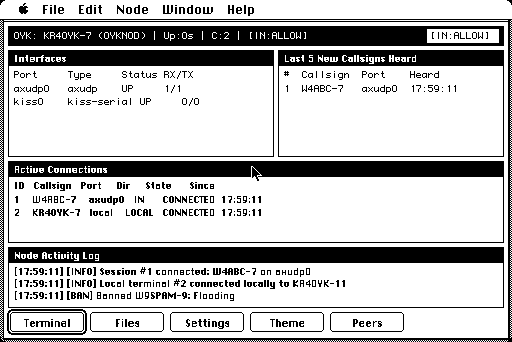 File Edit Node Window Help
OYK: KR4OYK-7 (OYKNOD) | Up:0s | C:2 | [IN:ALLOW] [IN:ALLOW]
Interfaces
Port Type Status RX/TX
axudp0 axudp UP 1/1
kiss0 kiss-serial UP 0/0
Last 5 New Callsigns Heard
# Callsign Port Heard
1 W4ABC-7 axudp0 17:59:11
Active Connections
ID Callsign Port Dir State Since
1 W4ABC-7 axudp0 IN CONNECTED 17:59:11
2 KR4OYK-7 local LOCAL CONNECTED 17:59:11
Node Activity Log
[17:59:11] [INFO] Session #1 connected: W4ABC-7 on axudp0
[17:59:11] [INFO] Local terminal #2 connected locally to KR4OYK-11
[17:59:11] [BAN] Banned W9SPAM-9: Flooding
Terminal Files Settings Theme Peers